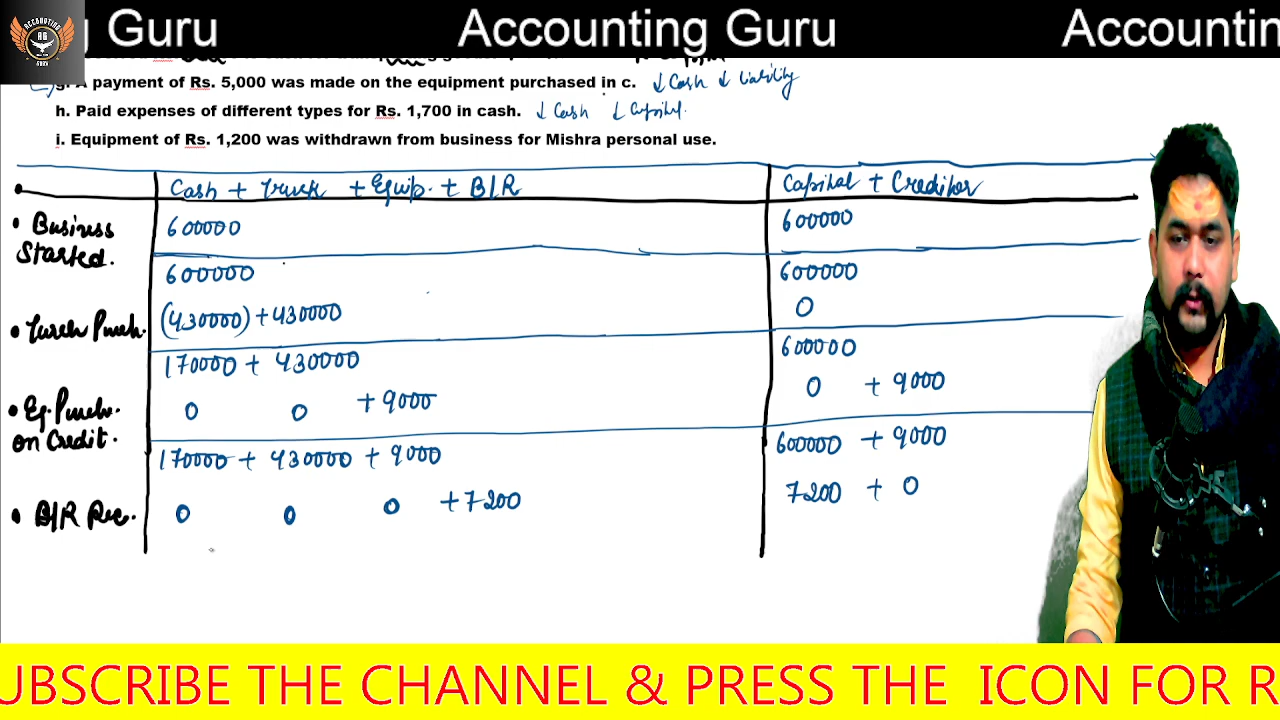 g Guru Accounting Guru Accountin
ACCOUNTING
AG
GURU
g. A payment of Rs. 5,000 was made on the equipment purchased in c. ↓ Cash ↓ liability
h. Paid expenses of different types for Rs. 1,700 in cash. ↓ Cash ↓ Capital.
i. Equipment of Rs. 1,200 was withdrawn from business for Mishra personal use.
Cash + Truck + Equip. + B/R Capital + Creditor
• Business 600000 600000
Started.
600000 600000
• Purch. (430000) + 430000 0
170000 + 430000 600000
• Eq. Purch. 0 0 + 9000 0 + 9000
on Credit.
170000 + 430000 + 9000 600000 + 9000
• B/R Rec. 0 0 0 + 7200 7200 + 0
UBSCRIBE THE CHANNEL & PRESS THE ICON FOR R